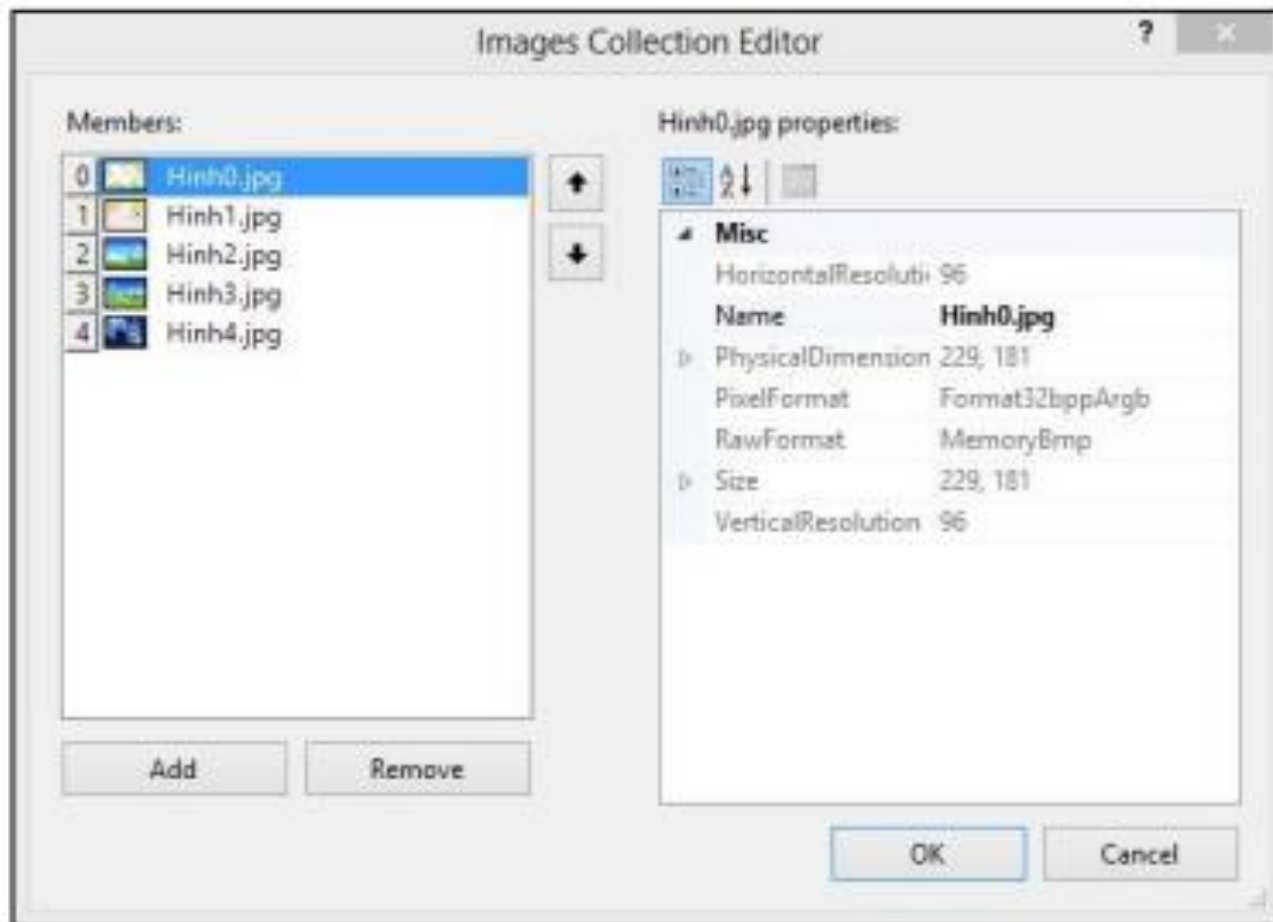 Images Collection Editor
?
Members:
0 Hinh0.jpg
1 Hinh1.jpg
2 Hinh2.jpg
3 Hinh3.jpg
4 Hinh4.jpg
Add
Remove
Hinh0.jpg properties:
Misc
HorizontalResoluti 96
Name Hinh0.jpg
PhysicalDimension 229, 181
PixelFormat Format32bppArgb
RawFormat MemoryBmp
Size 229, 181
VerticalResolution 96
OK
Cancel